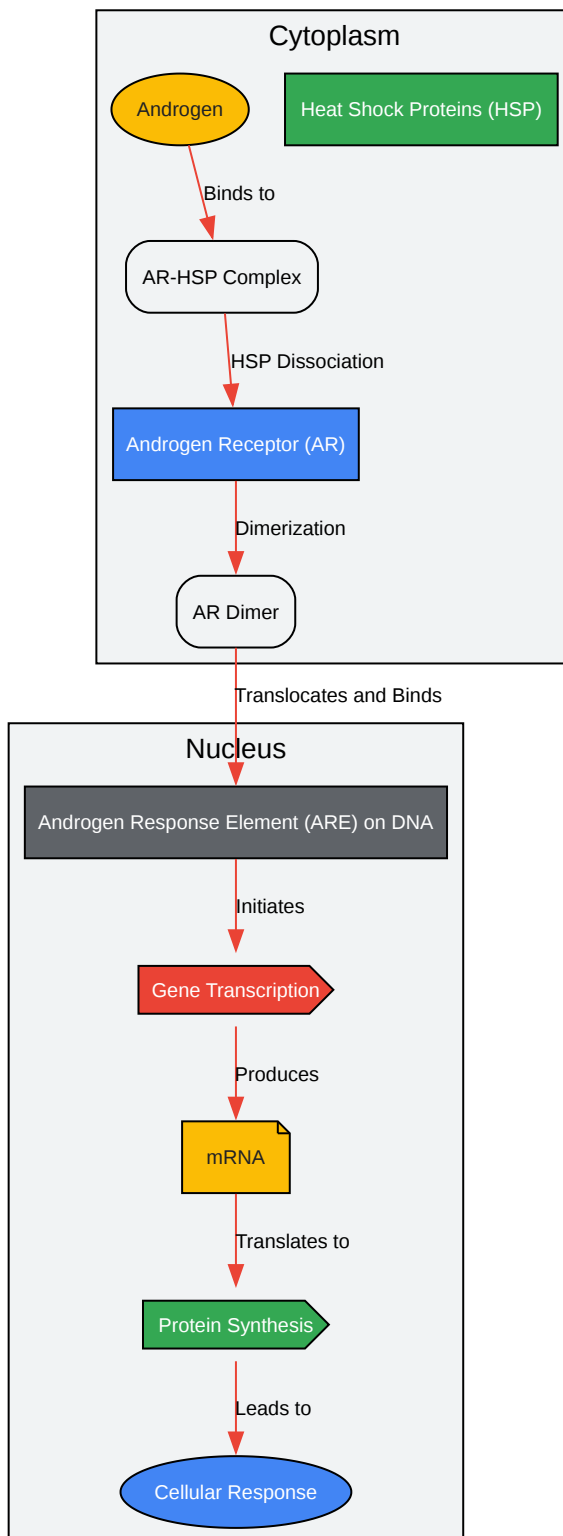 Cytoplasm
Androgen
Heat Shock Proteins (HSP)
Binds to
AR-HSP Complex
HSP Dissociation
Androgen Receptor (AR)
Dimerization
AR Dimer
Translocates and Binds
Nucleus
Androgen Response Element (ARE) on DNA
Initiates
Gene Transcription
Produces
mRNA
Translates to
Protein Synthesis
Leads to
Cellular Response